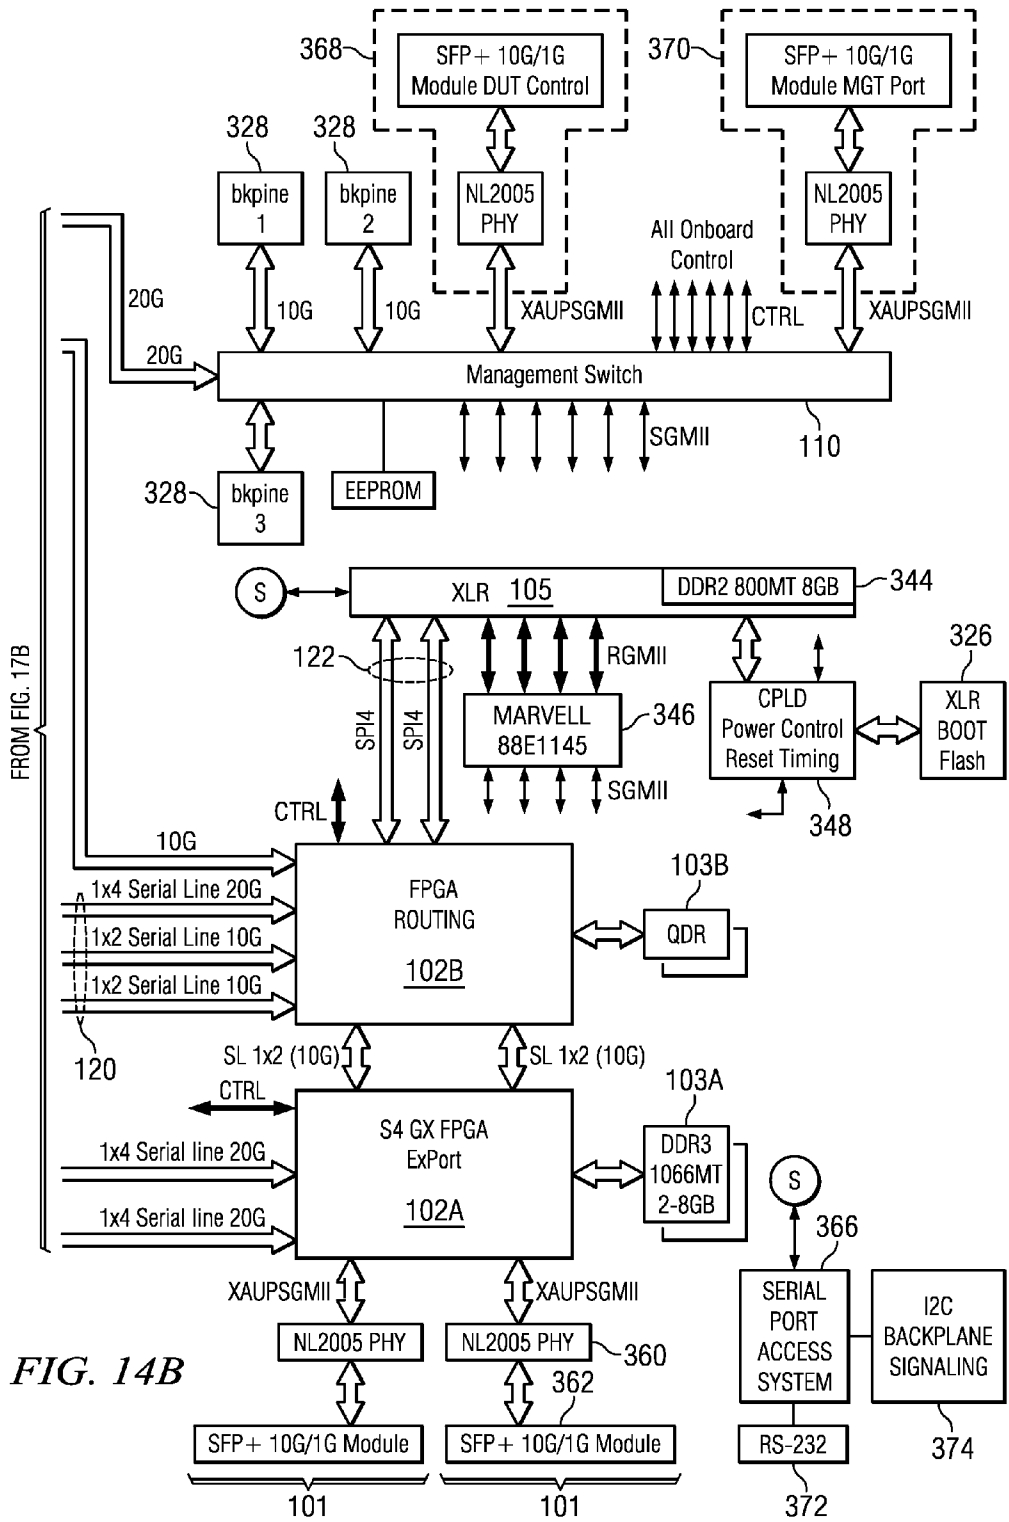 368
SFP+ 10G/1G
Module DUT Control
370
SFP+ 10G/1G
Module MGT Port
328
328
bkpine
1
bkpine
2
NL2005
PHY
NL2005
PHY
All Onboard
Control
20G
10G
10G
XAUPSGMII
CTRL
XAUPSGMII
20G
Management Switch
110
SGMII
328
bkpine
3
EEPROM
S
XLR 105
DDR2 800MT 8GB
344
122
RGMII
326
SPI4
SPI4
MARVELL
88E1145
346
CPLD
Power Control
Reset Timing
XLR
BOOT
Flash
FROM FIG. 17B
SGMII
348
CTRL
10G
1x4 Serial Line 20G
1x2 Serial Line 10G
1x2 Serial Line 10G
120
FPGA
ROUTING
102B
103B
QDR
SL 1x2 (10G)
SL 1x2 (10G)
CTRL
103A
S4 GX FPGA
ExPort
102A
DDR3
1066MT
2-8GB
1x4 Serial line 20G
1x4 Serial line 20G
S
366
XAUPSGMII
XAUPSGMII
SERIAL
PORT
ACCESS
SYSTEM
I2C
BACKPLANE
SIGNALING
NL2005 PHY
NL2005 PHY
360
FIG. 14B
362
SFP+ 10G/1G Module
SFP+ 10G/1G Module
RS-232
374
101
101
372